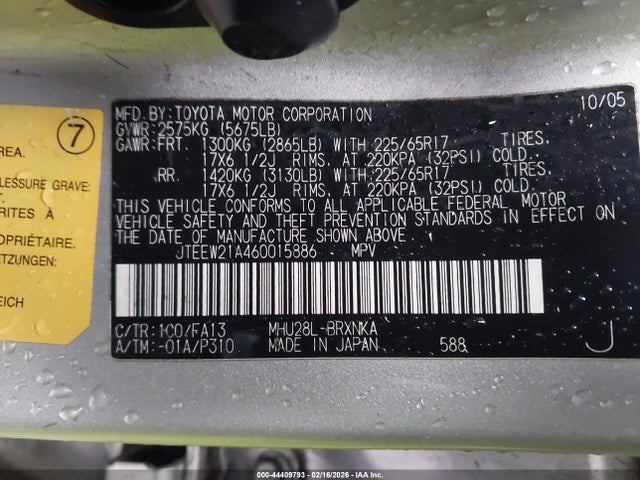 7
REA.
LESSURE GRAVE:
RITES À
PROPRIÉTAIRE.
ETZUNGEN:
REICH
MFD. BY: TOYOTA MOTOR CORPORATION 10/05
GVWR: 2575KG (5675LB)
GAWR: FRT. 1300KG (2865LB) WITH 225/65R17 TIRES,
17X6 1/2J RIMS, AT 220KPA (32PSI) COLD.
RR. 1420KG (3130LB) WITH 225/65R17 TIRES,
17X6 1/2J RIMS, AT 220KPA (32PSI) COLD.
THIS VEHICLE CONFORMS TO ALL APPLICABLE FEDERAL MOTOR
VEHICLE SAFETY AND THEFT PREVENTION STANDARDS IN EFFECT ON
THE DATE OF MANUFACTURE SHOWN ABOVE.
JTEEW21A460015886 MPV
C/TR: 1C0/FA13 MHU28L-BRXNKA
A/TM: -01A/P310 MADE IN JAPAN 588 J
000-44409793 - 02/16/2026 - IAAI Inc.